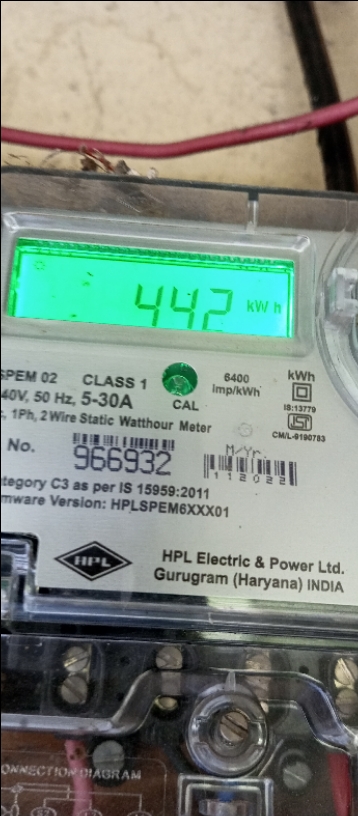 442 kWh
SPEM 02 CLASS 1 6400 kWh
40V, 50 Hz, 5-30A CAL imp/kWh
IS:13779
1Ph, 2Wire Static Watthour Meter
CM/L-9190783
No. 966932 M/Yr.
112022
tegory C3 as per IS 15959:2011
mware Version: HPLSPEM6XXX01
HPL HPL Electric & Power Ltd.
Gurugram (Haryana) INDIA
ONNECTION DIAGRAM